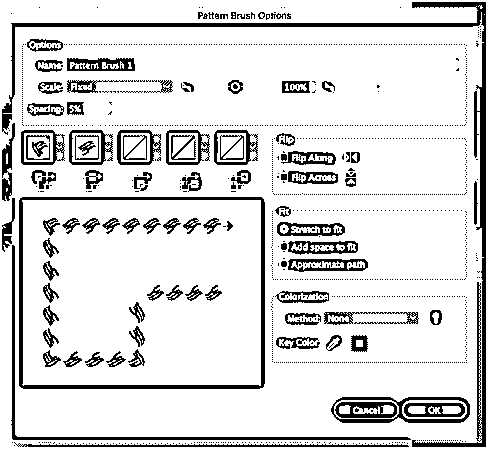 Pattern Brush Options
Options
Name: Pattern Brush 1
Scale: Fixed 100%
Spacing: 5%
Flip
Flip Along
Flip Across
Fit
Stretch to fit
Add space to fit
Approximate path
Colorization
Method: None
Key Color:
Cancel OK